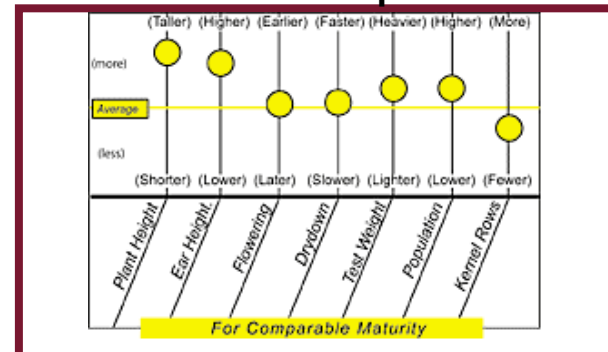 (Taller) (Higher) (Earlier) (Faster) (Heavier) (Higher) (More)
(more)
Average
(less)
(Shorter) (Lower) (Later) (Slower) (Lighter) (Lower) (Fewer)
Plant Height
Ear Height.
Flowering
Drydown
Test Weight
Population
Kernel Rows
For Comparable Maturity